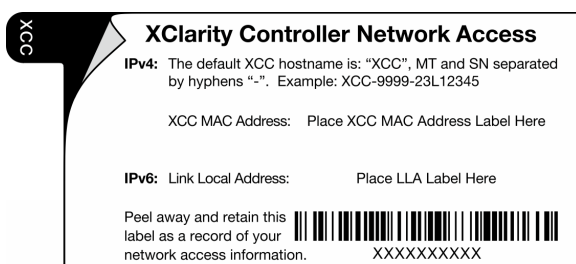 XCC
XClarity Controller Network Access
IPv4: The default XCC hostname is: “XCC”, MT and SN separated
by hyphens “-”. Example: XCC-9999-23L12345
XCC MAC Address: Place XCC MAC Address Label Here
IPv6: Link Local Address: Place LLA Label Here
Peel away and retain this
label as a record of your
network access information.
XXXXXXXXXX